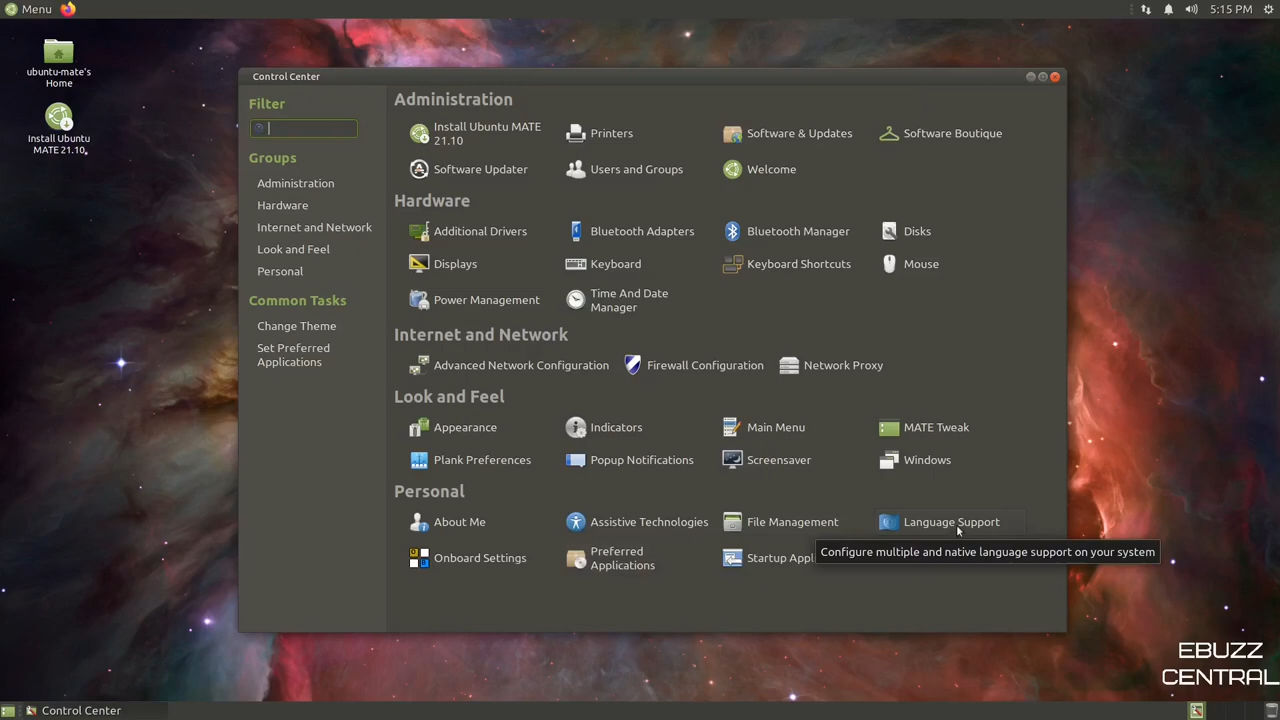 Menu
5:15 PM
ubuntu-mate's
Home
Install Ubuntu
MATE 21.10
Control Center
Filter
Groups
Administration
Hardware
Internet and Network
Look and Feel
Personal
Common Tasks
Change Theme
Set Preferred
Applications
Administration
Install Ubuntu MATE
21.10
Printers
Software & Updates
Software Boutique
Software Updater
Users and Groups
Welcome
Hardware
Additional Drivers
Bluetooth Adapters
Bluetooth Manager
Disks
Displays
Keyboard
Keyboard Shortcuts
Mouse
Power Management
Time And Date
Manager
Internet and Network
Advanced Network Configuration
Firewall Configuration
Network Proxy
Look and Feel
Appearance
Indicators
Main Menu
MATE Tweak
Plank Preferences
Popup Notifications
Screensaver
Windows
Personal
About Me
Assistive Technologies
File Management
Language Support
Onboard Settings
Preferred
Applications
Startup Appl
Configure multiple and native language support on your system
EBUZZ
CENTRAL
Control Center